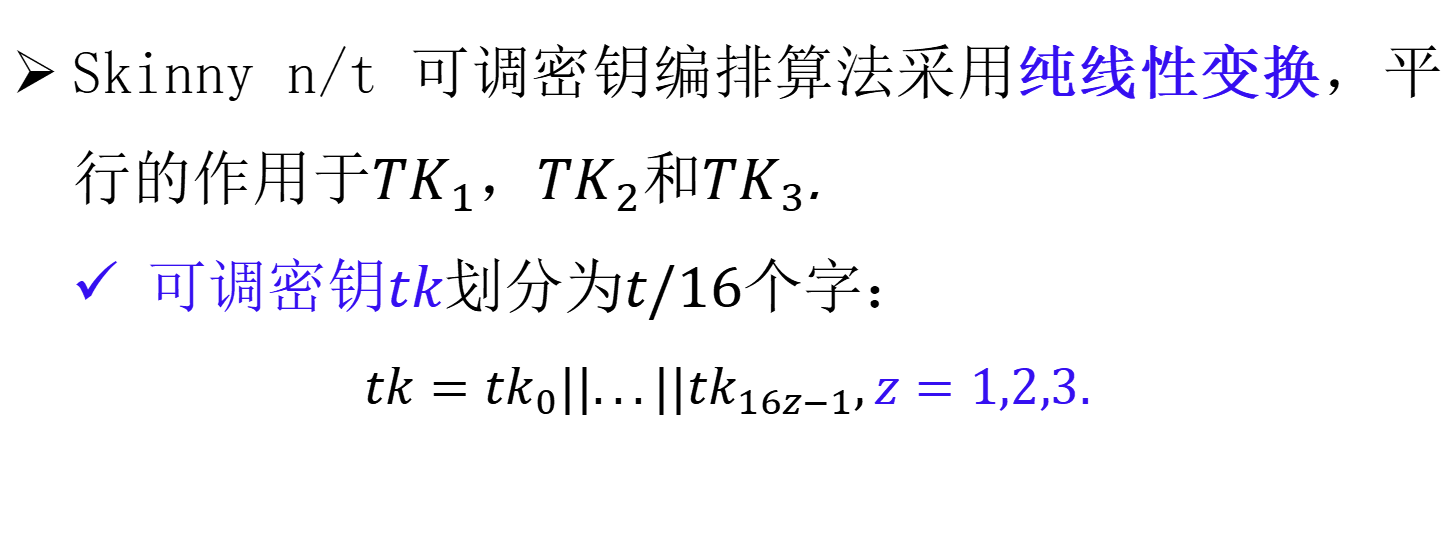 ➢ Skinny n/t 可调密钥编排算法采用纯线性变换，平
行的作用于TK₁，TK₂和TK₃.
✓ 可调密钥tk划分为t/16个字：
tk = tk₀||...||tk₁₆z₋₁, z = 1,2,3.